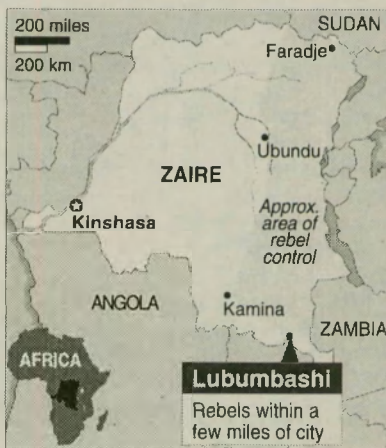 200 miles
200 km
SUDAN
Faradje
Ubundu
ZAIRE
Kinshasa
Approx.
area of
rebel
control
ANGOLA
Kamina
ZAMBIA
AFRICA
Lubumbashi
Rebels within a
few miles of city